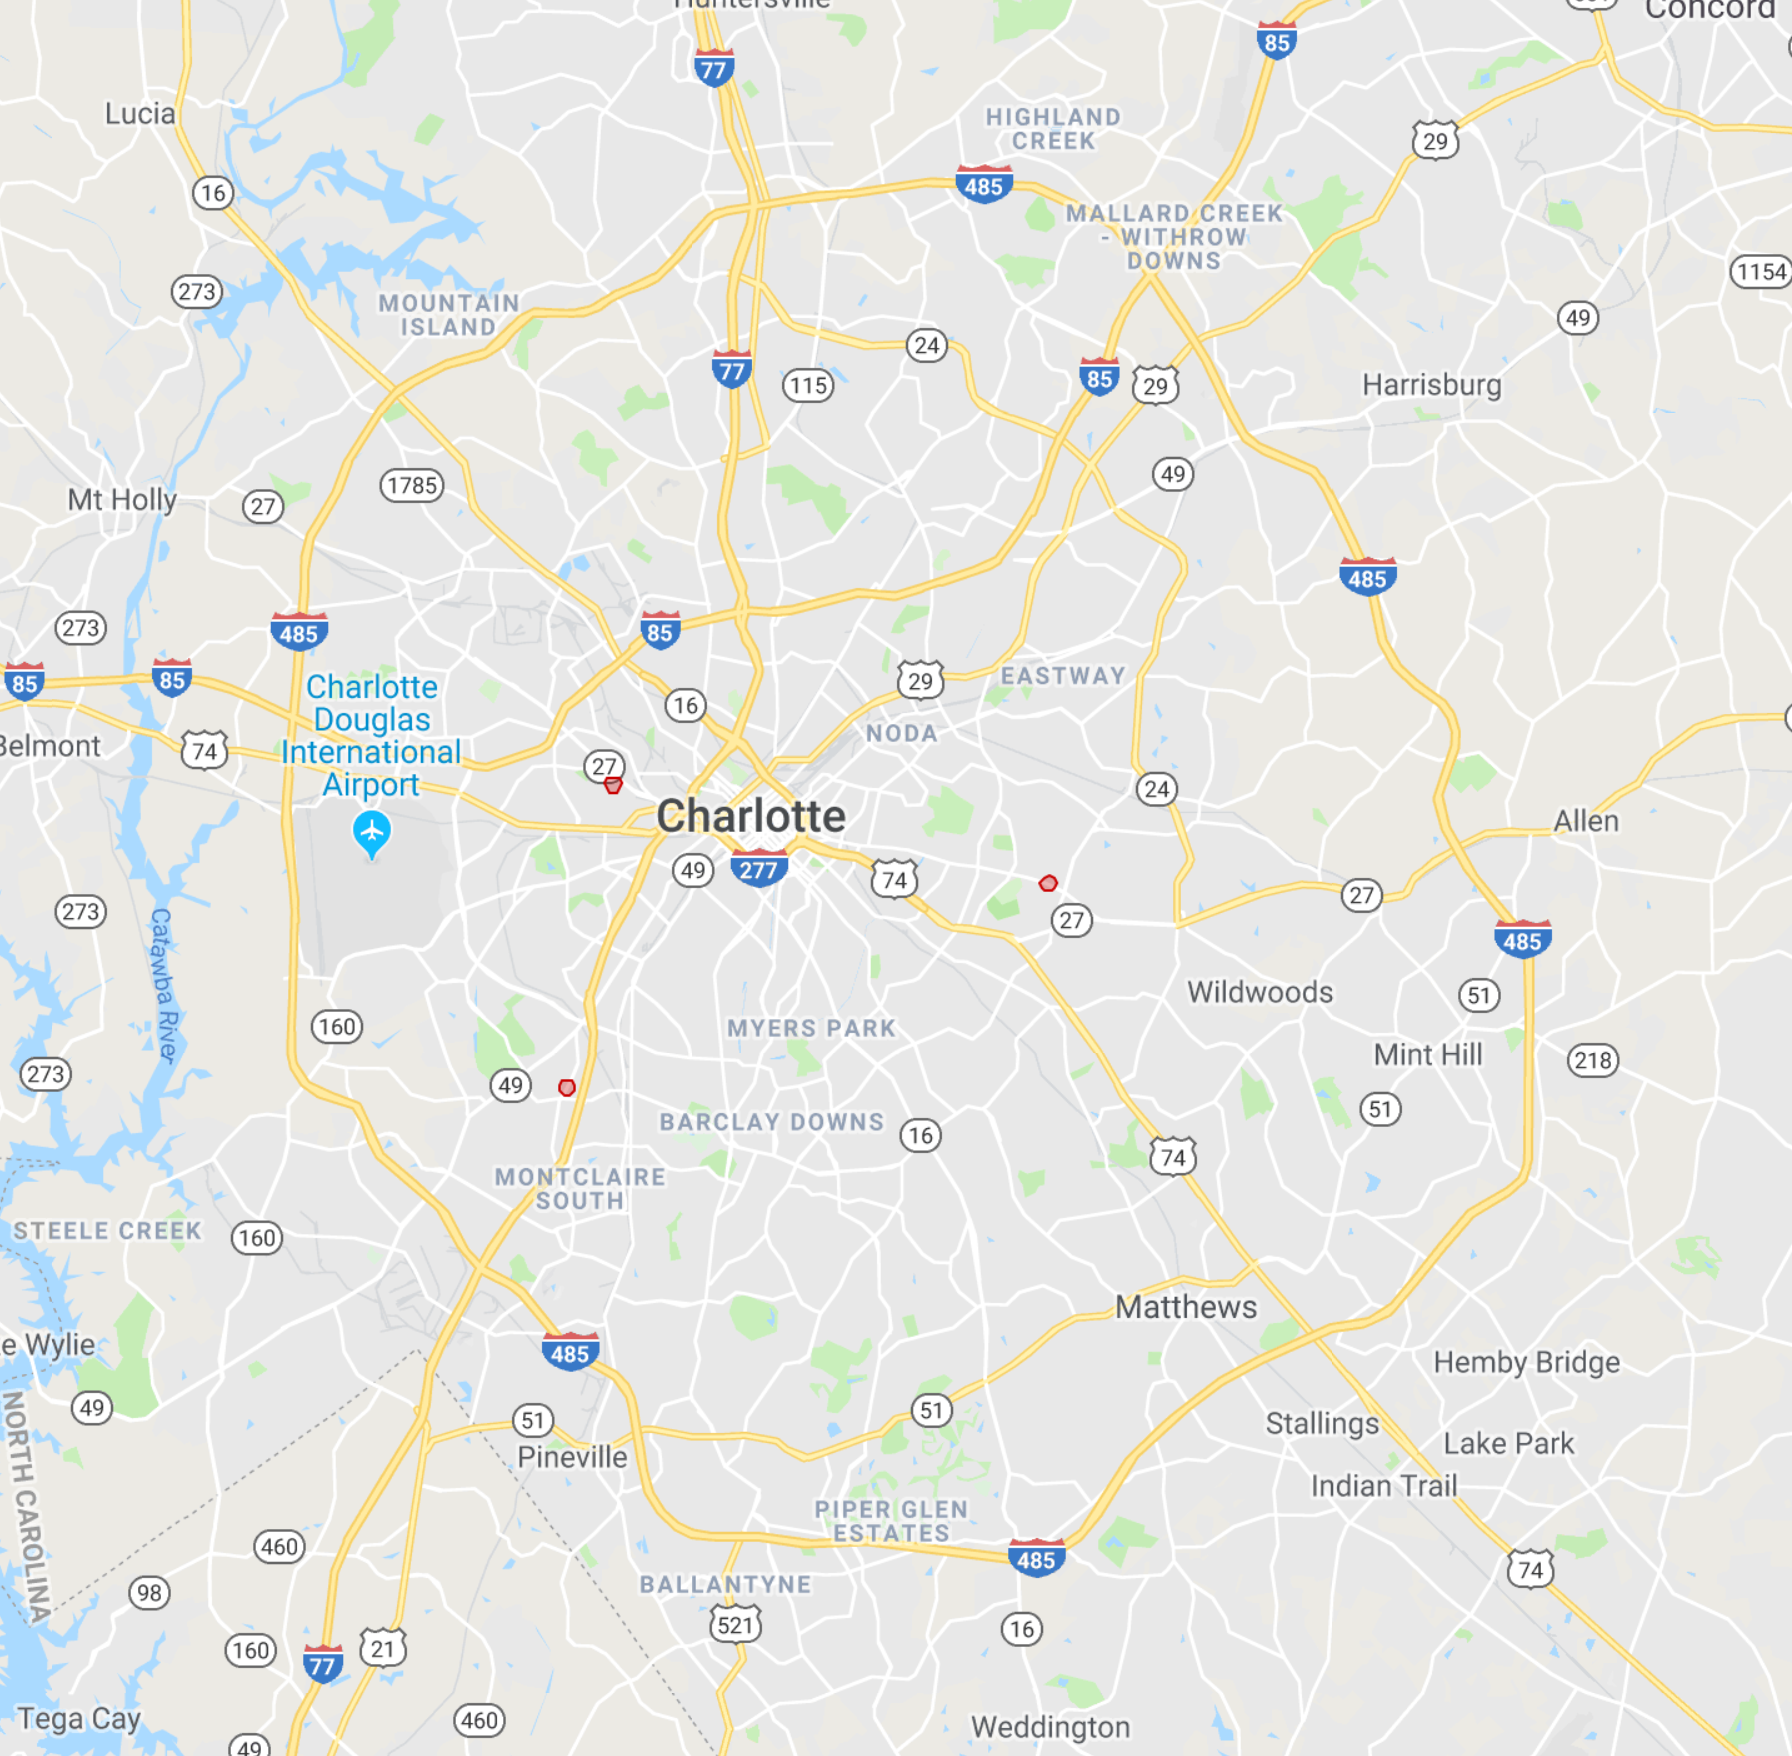 Huntersville
Concord
85
77
Lucia
HIGHLAND
CREEK
29
16
485
MALLARD CREEK
- WITHROW
DOWNS
273
1154
MOUNTAIN
ISLAND
49
24
77
115
85
29
Harrisburg
1785
49
Mt Holly
27
485
273
485
85
85
85
EASTWAY
Charlotte
Douglas
International
Airport
29
16
NODA
Belmont
74
27
24
Charlotte
Allen
49
277
74
27
273
27
485
Catawba River
Wildwoods
51
160
MYERS PARK
Mint Hill
218
273
49
51
BARCLAY DOWNS
16
74
MONTCLAIRE
SOUTH
STEELE CREEK
160
Matthews
e Wylie
485
Hemby Bridge
49
51
51
Stallings
Lake Park
Pineville
Indian Trail
NORTH CAROLINA
PIPER GLEN
ESTATES
460
485
74
98
BALLANTYNE
521
16
160
77
21
Tega Cay
460
Weddington
49